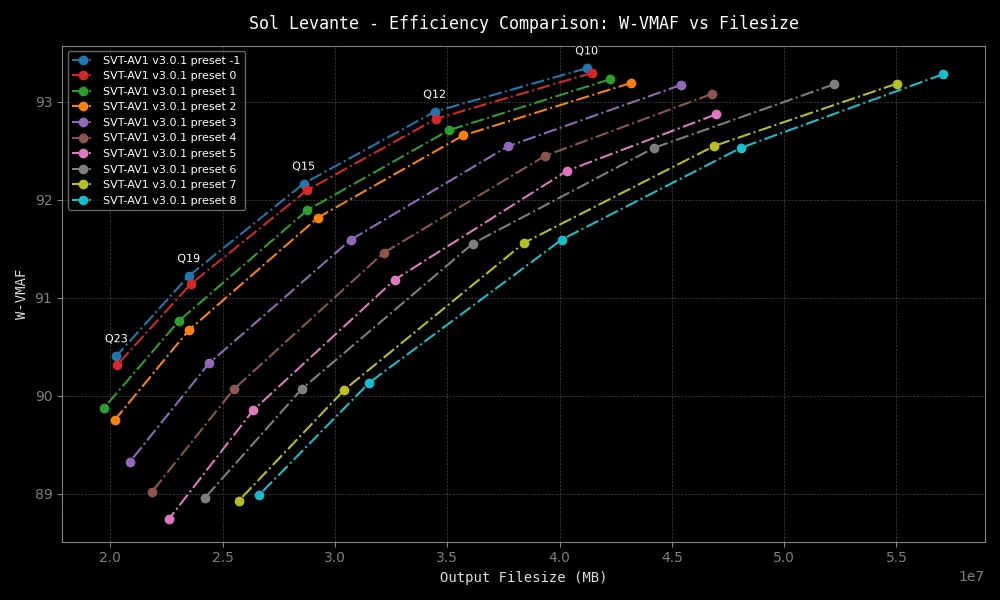 Sol Levante - Efficiency Comparison: W-VMAF vs Filesize
Q10
SVT-AV1 v3.0.1 preset -1
SVT-AV1 v3.0.1 preset 0
SVT-AV1 v3.0.1 preset 1
SVT-AV1 v3.0.1 preset 2
SVT-AV1 v3.0.1 preset 3
SVT-AV1 v3.0.1 preset 4
SVT-AV1 v3.0.1 preset 5
SVT-AV1 v3.0.1 preset 6
SVT-AV1 v3.0.1 preset 7
SVT-AV1 v3.0.1 preset 8
Q12
Q15
Q19
Q23
93
92
91
90
89
W-VMAF
2.0 2.5 3.0 3.5 4.0 4.5 5.0 5.5
1e7
Output Filesize (MB)